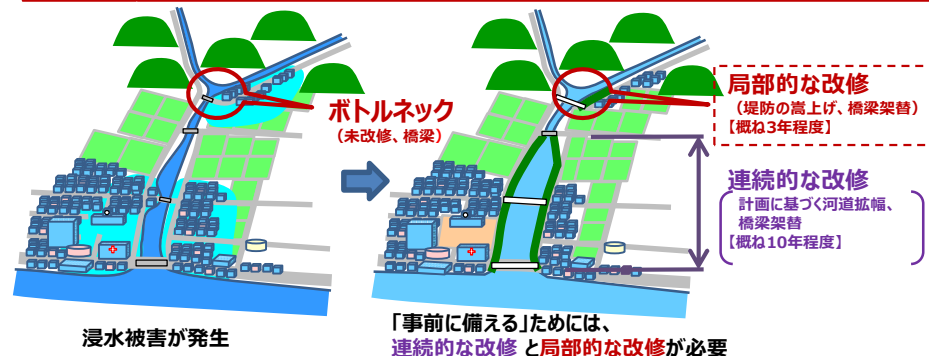 ボトルネック
（未改修、橋梁）
浸水被害が発生
局部的な改修
（堤防の嵩上げ、橋梁架替）
【概ね3年程度】
連続的な改修
計画に基づく河道拡幅、
橋梁架替
【概ね10年程度】
「事前に備える」ためには、
連続的な改修 と局部的な改修が必要